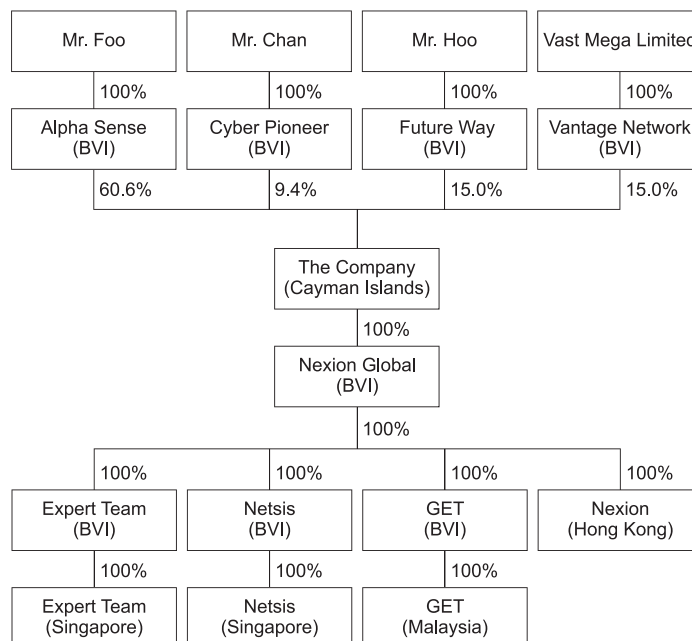 Mr. Foo
Mr. Chan
Mr. Hoo
Vast Mega Limited
100%
100%
100%
100%
Alpha Sense
(BVI)
Cyber Pioneer
(BVI)
Future Way
(BVI)
Vantage Network
(BVI)
60.6%
9.4%
15.0%
15.0%
The Company
(Cayman Islands)
100%
Nexion Global
(BVI)
100%
100%
100%
100%
100%
Expert Team
(BVI)
Netsis
(BVI)
GET
(BVI)
Nexion
(Hong Kong)
100%
100%
100%
Expert Team
(Singapore)
Netsis
(Singapore)
GET
(Malaysia)